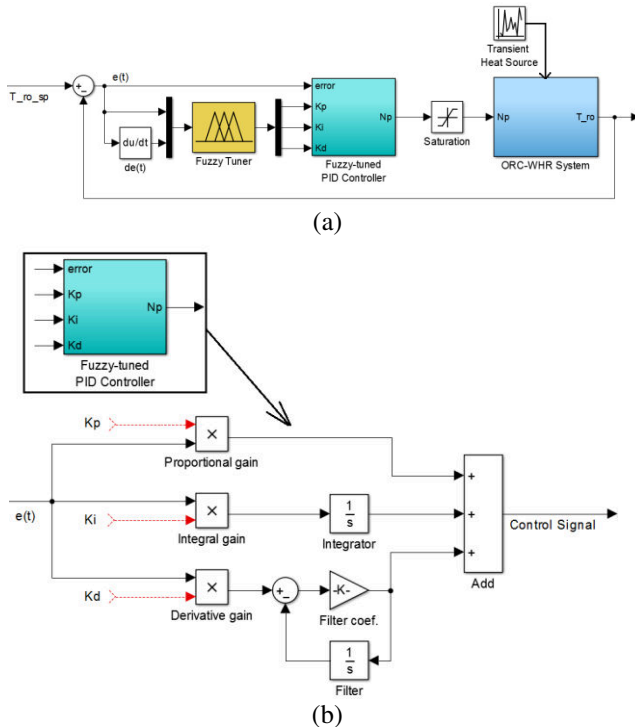 Transient
Heat Source
T_ro_sp
+
−
e(t)
du/dt
de(t)
Fuzzy Tuner
error
Kp
Ki
Kd
Np
Fuzzy-tuned
PID Controller
Saturation
Np
T_ro
ORC-WHR System
(a)
error
Kp
Ki
Kd
Np
Fuzzy-tuned
PID Controller
Kp
×
Proportional gain
e(t)
Ki
×
Integral gain
1
s
Integrator
Kd
×
Derivative gain
+
−
-K-
Filter coef.
1
s
Filter
+
+
+
Add
Control Signal
(b)